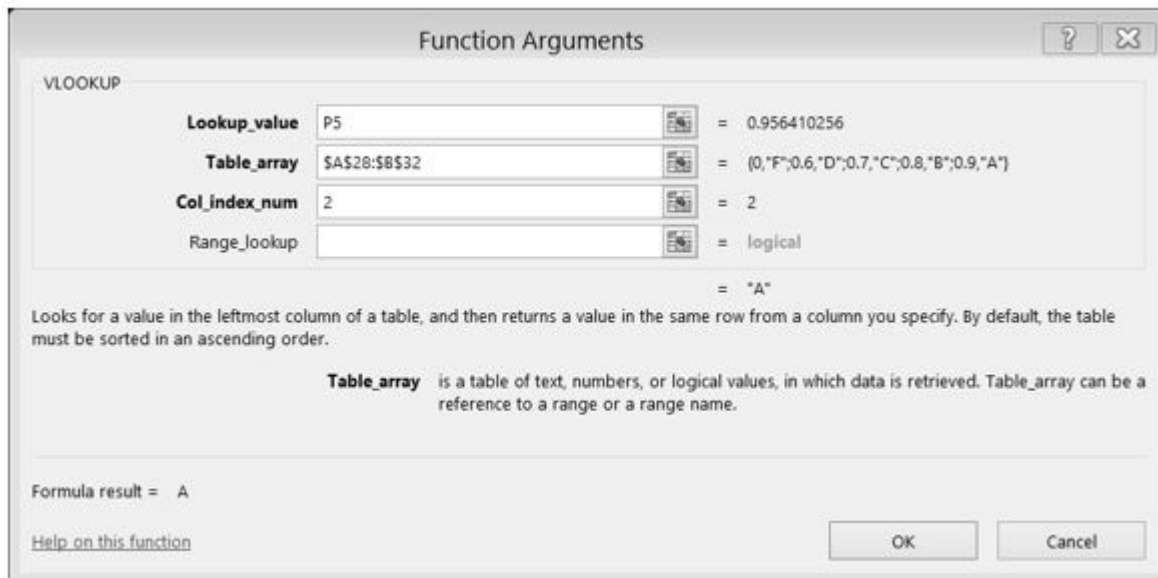 Function Arguments
VLOOKUP
Lookup_value P5 = 0.956410256
Table_array $A$28:$B$32 = {0,"F";0.6,"D";0.7,"C";0.8,"B";0.9,"A"}
Col_index_num 2 = 2
Range_lookup = logical
= "A"
Looks for a value in the leftmost column of a table, and then returns a value in the same row from a column you specify. By default, the table
must be sorted in an ascending order.
Table_array is a table of text, numbers, or logical values, in which data is retrieved. Table_array can be a
reference to a range or a range name.
Formula result = A
Help on this function OK Cancel